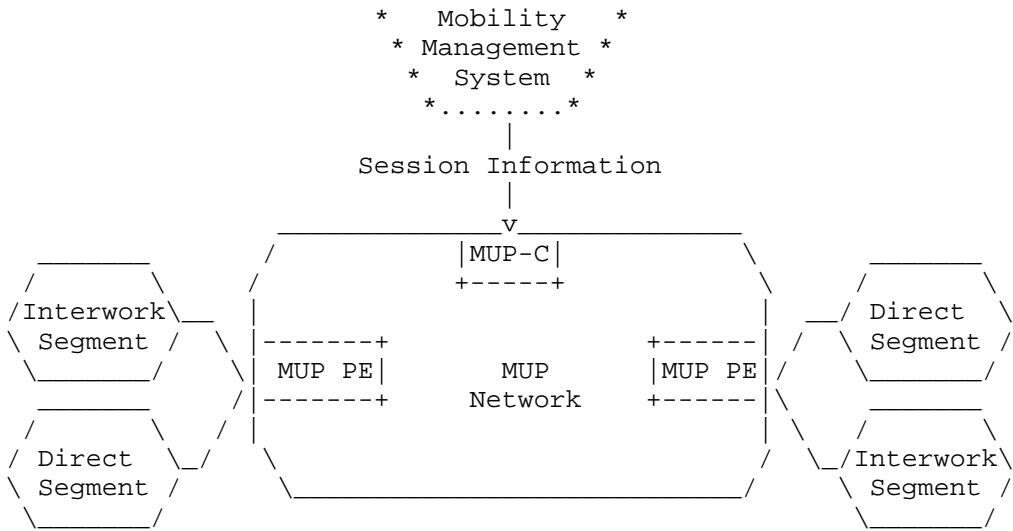 Mobility
Management
System
Session Information
MUP-C
Interwork
Segment
Direct
Segment
MUP PE
MUP
Network
MUP PE
Direct
Segment
Interwork
Segment